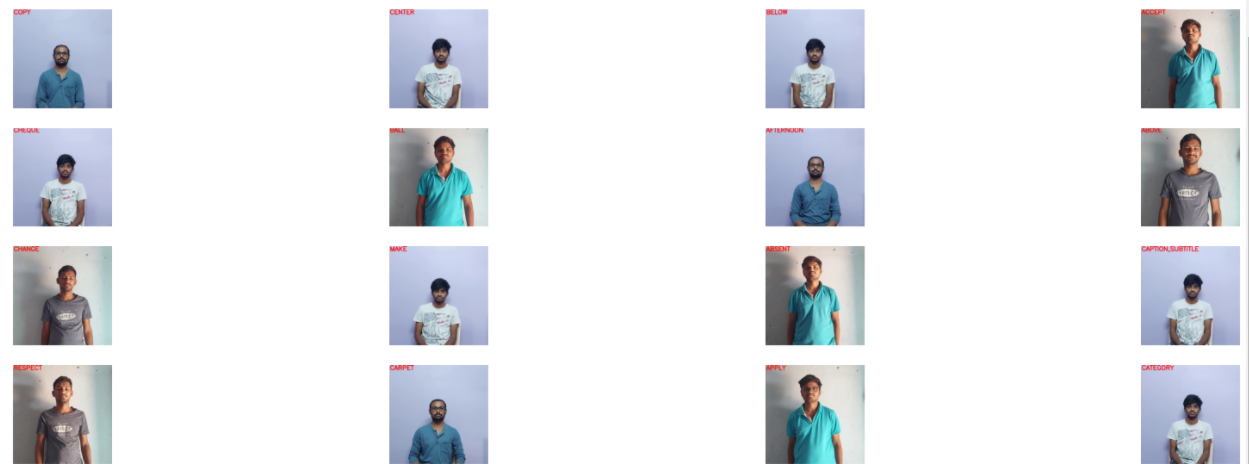 COPY
CENTER
BELOW
ACCEPT
CHEQUE
BALL
AFTERNOON
ABOVE
CHANGE
MAKE
ABSENT
CAPTION,SUBTITLE
RESPECT
CARPET
APPLY
CATEGORY